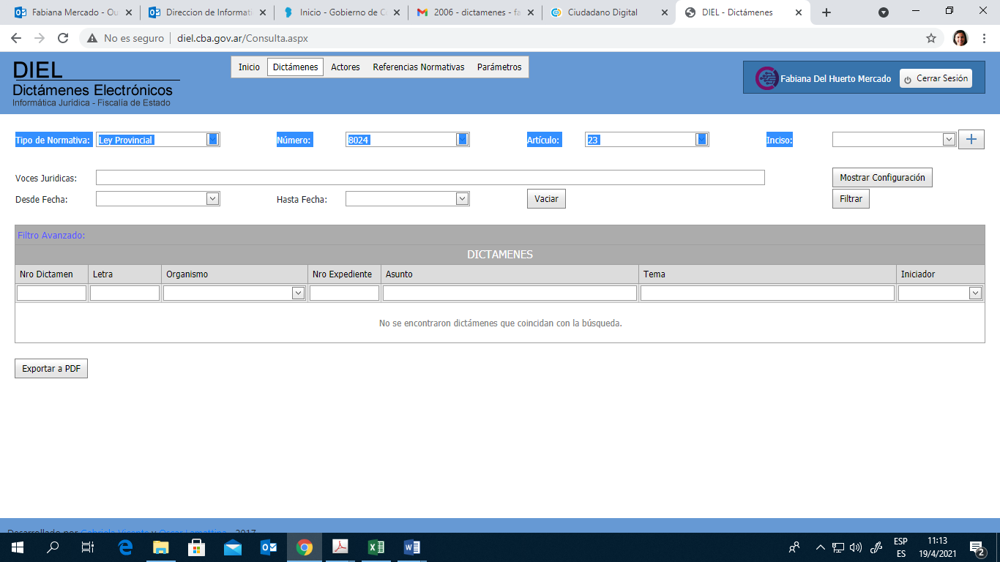 Fabiana Mercado - Ou
Direccion de Informati
Inicio - Gobierno de C
2006 - dictamenes - fa
Ciudadano Digital
DIEL - Dictámenes
No es seguro
diel.cba.gov.ar/Consulta.aspx
DIEL
Dictámenes Electrónicos
Informática Jurídica - Fiscalía de Estado
Inicio Dictámenes Actores Referencias Normativas Parámetros
Fabiana Del Huerto Mercado Cerrar Sesión
Tipo de Normativa: Ley Provincial Número: 8024 Artículo: 23 Inciso:
Voces Juridicas: Mostrar Configuración
Desde Fecha: Hasta Fecha: Vaciar Filtrar
Filtro Avanzado:
DICTAMENES
Nro Dictamen Letra Organismo Nro Expediente Asunto Tema Iniciador
No se encontraron dictámenes que coincidan con la búsqueda.
Exportar a PDF
Desarrollado por Gabriela Vicente y Oscar Lamattina - 2017
ESP 11:13
ES 19/4/2021 2